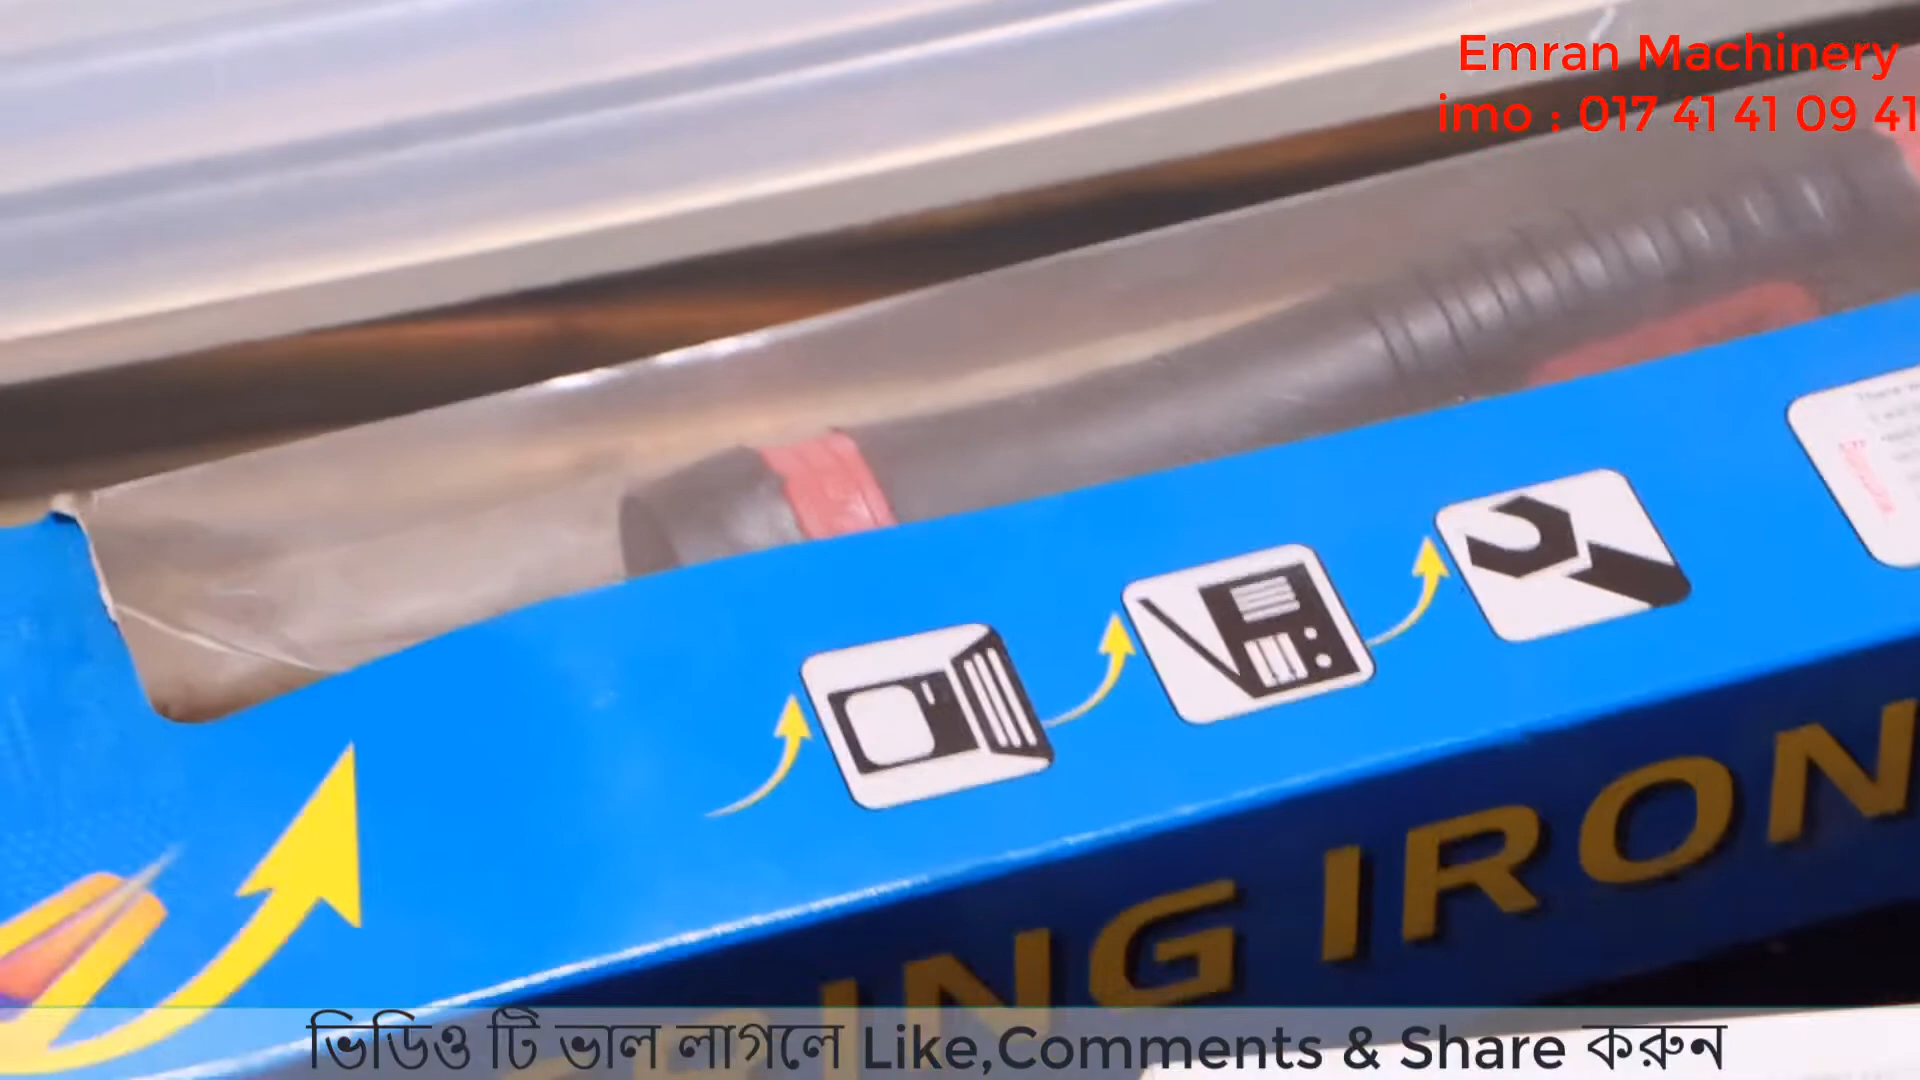 Emran Machinery
imo : 017 41 41 09 41
ING IRON
ভিডিও টি ভাল লাগলে Like,Comments & Share করুন